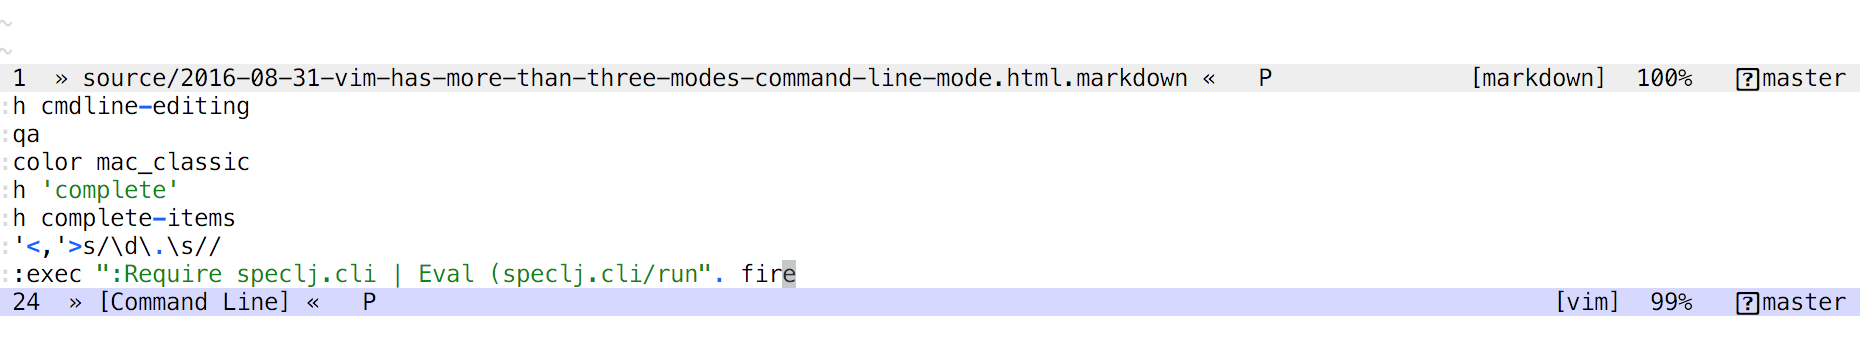 ~
~
1 » source/2016-08-31-vim-has-more-than-three-modes-command-line-mode.html.markdown « P [markdown] 100% ⍰master
:h cmdline-editing
:qa
:color mac_classic
:h 'complete'
:h complete-items
:'<,'>s/\d\.\s//
::exec ":Require speclj.cli | Eval (speclj.cli/run". fire
24 » [Command Line] « P [vim] 99% ⍰master